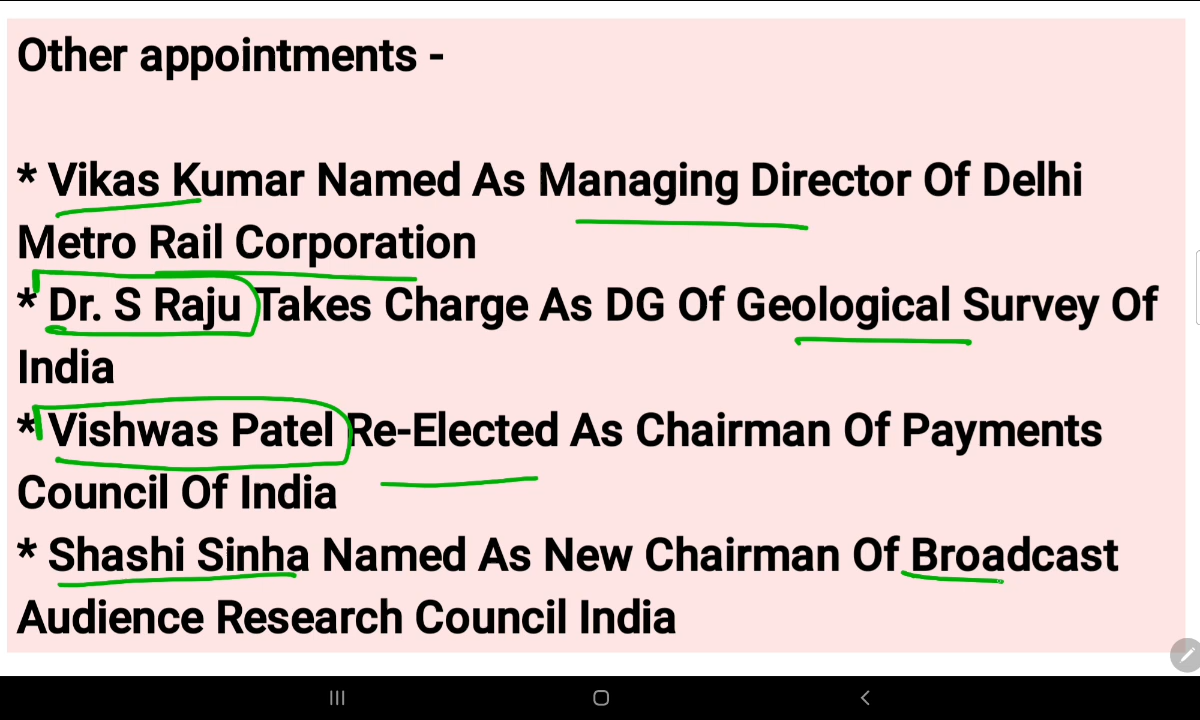 Other appointments -
* Vikas Kumar Named As Managing Director Of Delhi
Metro Rail Corporation
* Dr. S Raju Takes Charge As DG Of Geological Survey Of
India
* Vishwas Patel Re-Elected As Chairman Of Payments
Council Of India
* Shashi Sinha Named As New Chairman Of Broadcast
Audience Research Council India